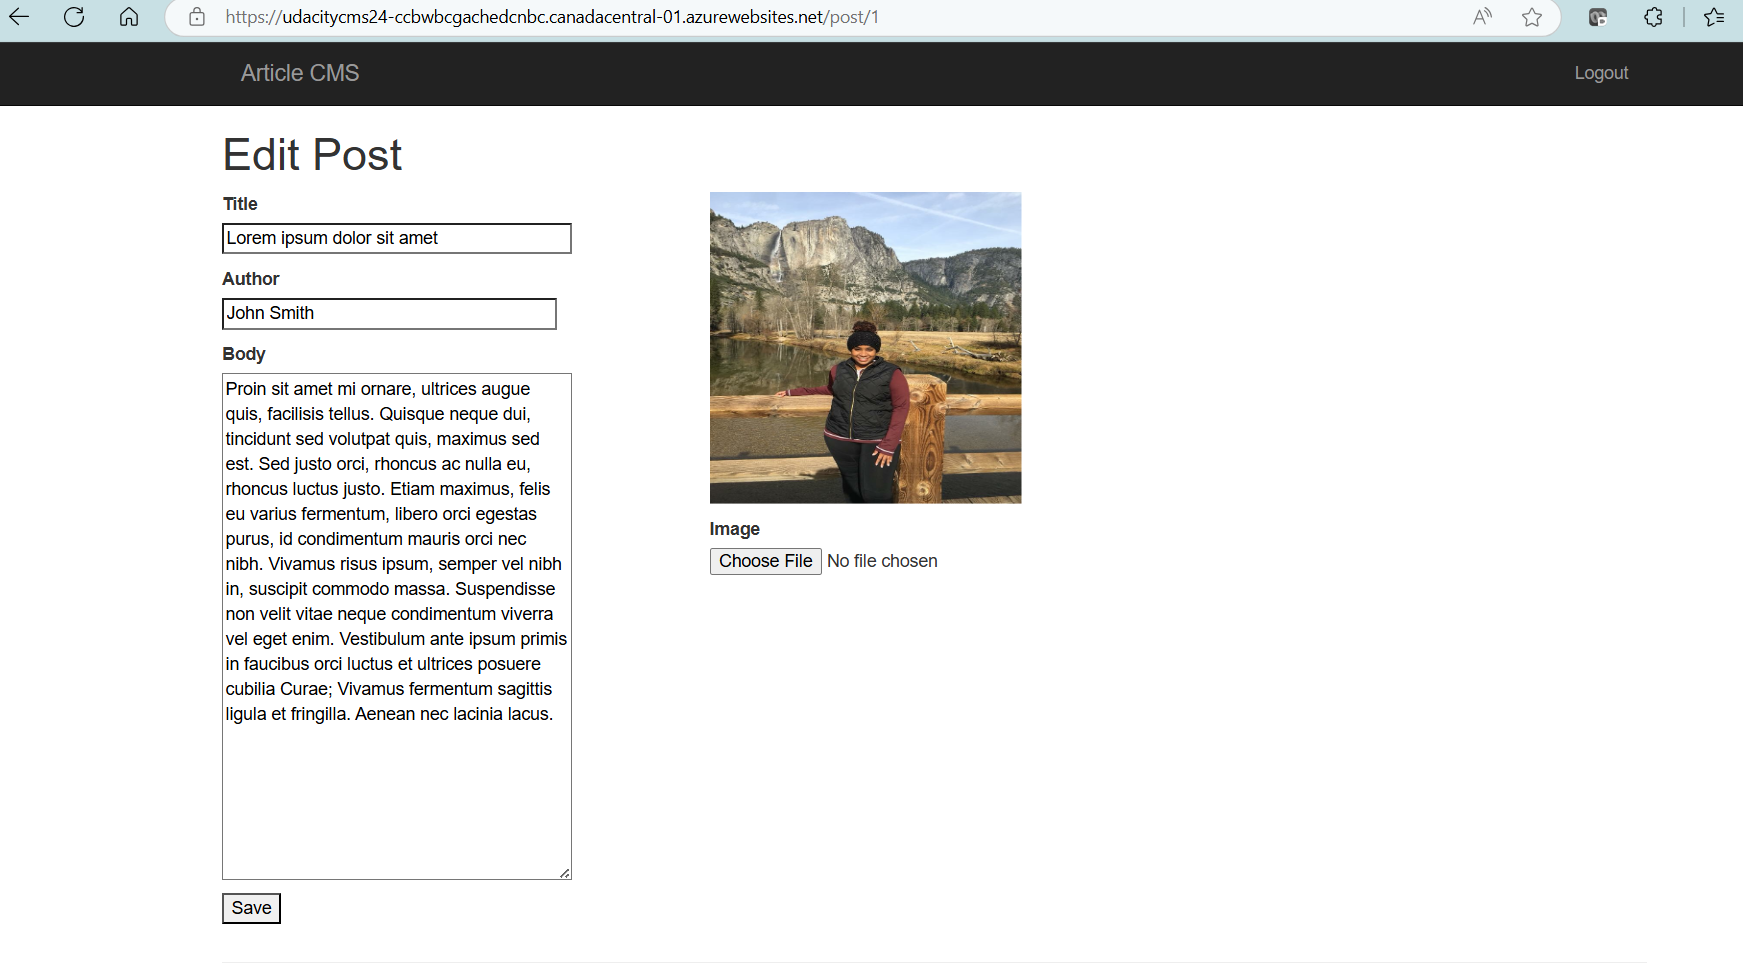 https://udacitycms24-ccbwbcgachedcnbc.canadacentral-01.azurewebsites.net/post/1
Article CMS
Logout
Edit Post
Title
Lorem ipsum dolor sit amet
Author
John Smith
Body
Proin sit amet mi ornare, ultrices augue
quis, facilisis tellus. Quisque neque dui,
tincidunt sed volutpat quis, maximus sed
est. Sed justo orci, rhoncus ac nulla eu,
rhoncus luctus justo. Etiam maximus, felis
eu varius fermentum, libero orci egestas
purus, id condimentum mauris orci nec
nibh. Vivamus risus ipsum, semper vel nibh
in, suscipit commodo massa. Suspendisse
non velit vitae neque condimentum viverra
vel eget enim. Vestibulum ante ipsum primis
in faucibus orci luctus et ultrices posuere
cubilia Curae; Vivamus fermentum sagittis
ligula et fringilla. Aenean nec lacinia lacus.
Save
Image
Choose File No file chosen